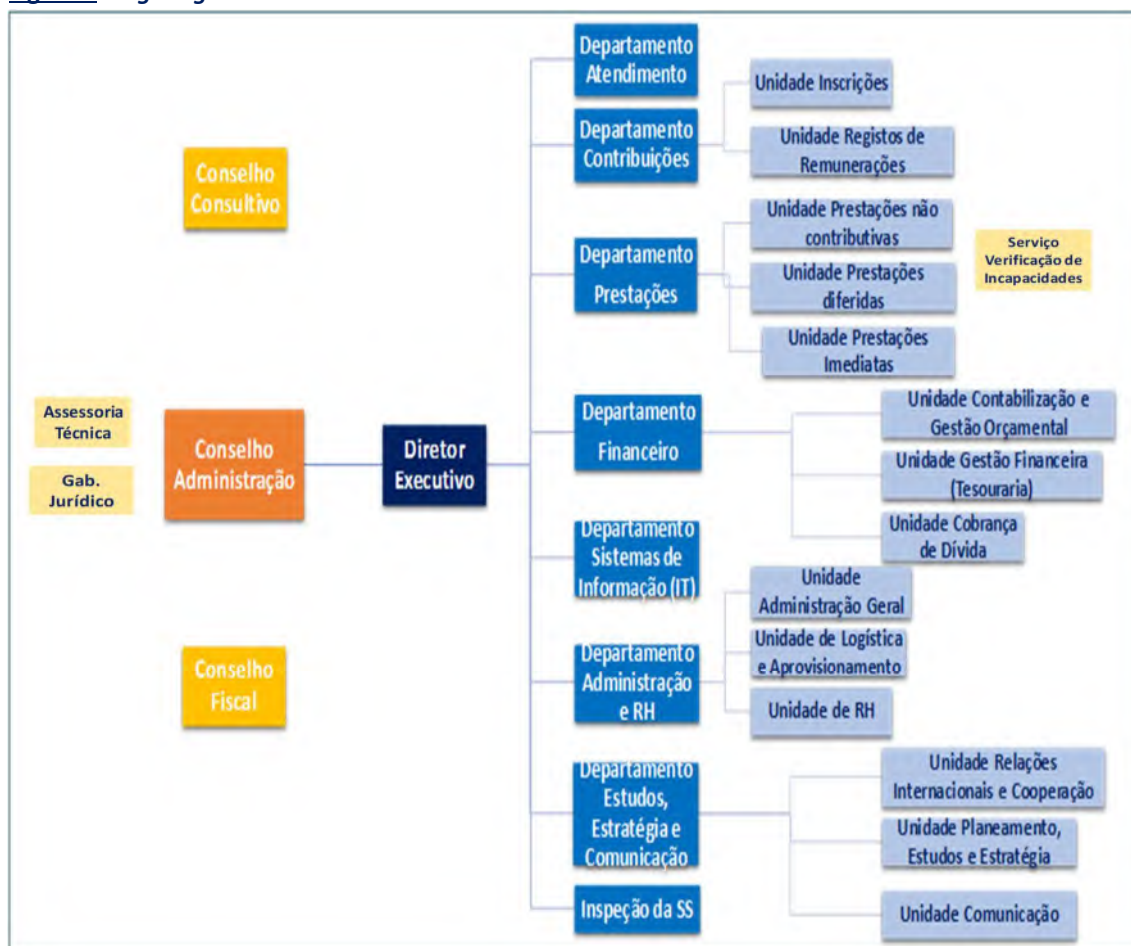 Departamento
Atendimento
Unidade Inscrições
Departamento
Contribuições
Unidade Registos de
Remunerações
Conselho
Consultivo
Unidade Prestações não
contributivas
Serviço
Verificação de
Incapacidades
Departamento
Prestações
Unidade Prestações
diferidas
Unidade Prestações
Imediatas
Assessoria
Técnica
Gab.
Jurídico
Conselho
Administração
Diretor
Executivo
Departamento
Financeiro
Unidade Contabilização e
Gestão Orçamental
Unidade Gestão Financeira
(Tesouraria)
Unidade Cobrança
de Dívida
Departamento
Sistemas de
Informação (IT)
Unidade
Administração Geral
Unidade de Logística
e Aprovisionamento
Unidade de RH
Departamento
Administração
e RH
Conselho
Fiscal
Departamento
Estudos,
Estratégia e
Comunicação
Unidade Relações
Internacionais e Cooperação
Unidade Planeamento,
Estudos e Estratégia
Unidade Comunicação
Inspeção da SS